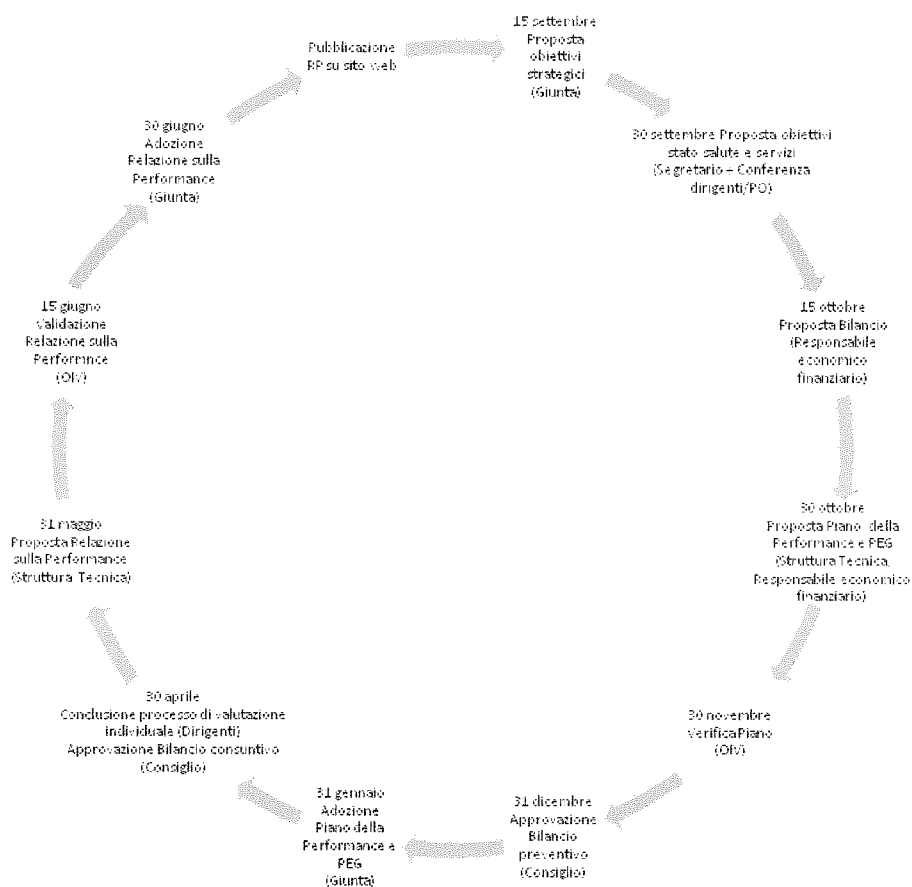 15 settembre
Proposta
obiettivi
strategici
(Giunta)
30 settembre Proposta obiettivi
stato salute e servizi
(Segretario + Conferenza
dirigenti/PO)
15 ottobre
Proposta Bilancio
(Responsabile
economico
finanziario)
30 ottobre
Proposta Piano della
Performance e PEG
(Struttura Tecnica,
Responsabile economico
finanziario)
30 novembre
Verifica Piano
(OIV)
31 dicembre
Approvazione
Bilancio
preventivo
(Consiglio)
31 gennaio
Adozione
Piano della
Performance e
PEG
(Giunta)
30 aprile
Conclusione processo di valutazione
individuale (Dirigenti)
Approvazione Bilancio consuntivo
(Consiglio)
31 maggio
Proposta Relazione
sulla Performance
(Struttura Tecnica)
15 giugno
Validazione
Relazione sulla
Performnce
(OIV)
30 giugno
Adozione
Relazione sulla
Performance
(Giunta)
Pubblicazione
RP su sito web